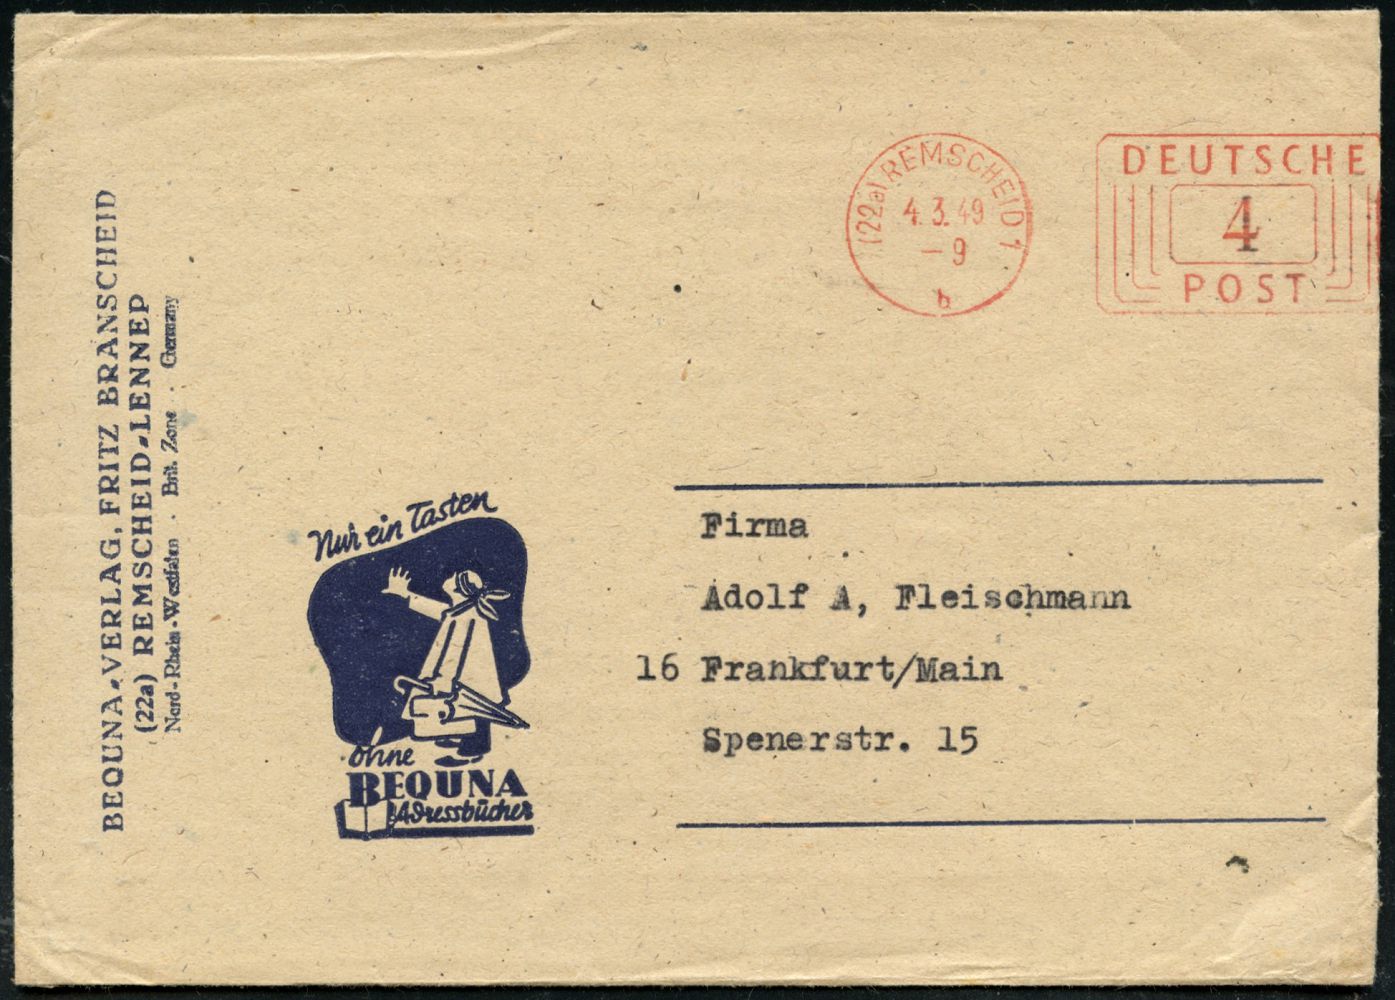 BEQUNA-VERLAG, FRITZ BRANSCHEID
(22a) REMSCHEID-LENNEP
Nord-Rhein-Westfalen · Brit. Zone · Germany
(22a) REMSCHEID 1
4.3.49
-9
b
DEUTSCHE
4
POST
Nur ein Tasten
ohne
BEQUNA
Adressbücher
Firma
Adolf A, Fleischmann
16 Frankfurt/Main
Spenerstr. 15